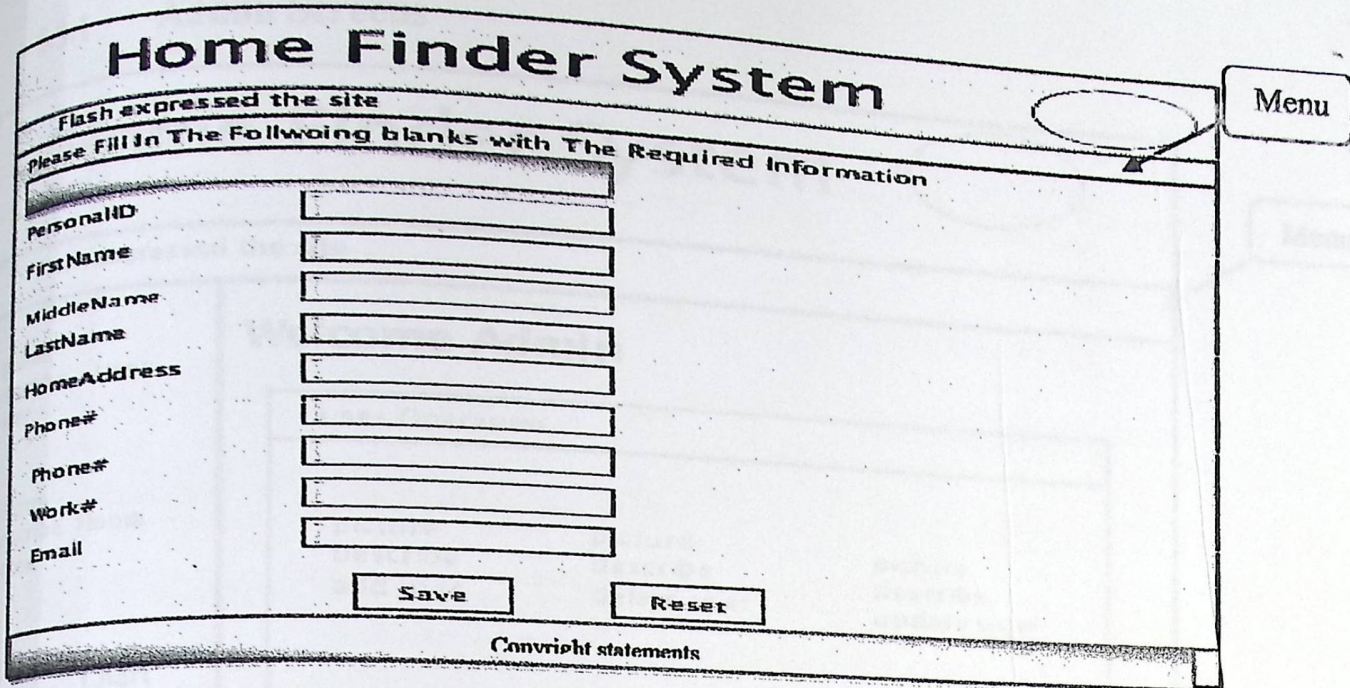 Home Finder System
Menu
Flash expressed the site
Please Fill In The Follwoing blanks with The Required Information
PersonalID
FirstName
MiddleName
LastName
HomeAddress
Phone#
Phone#
Work#
Email
Save Reset
Copyright statements